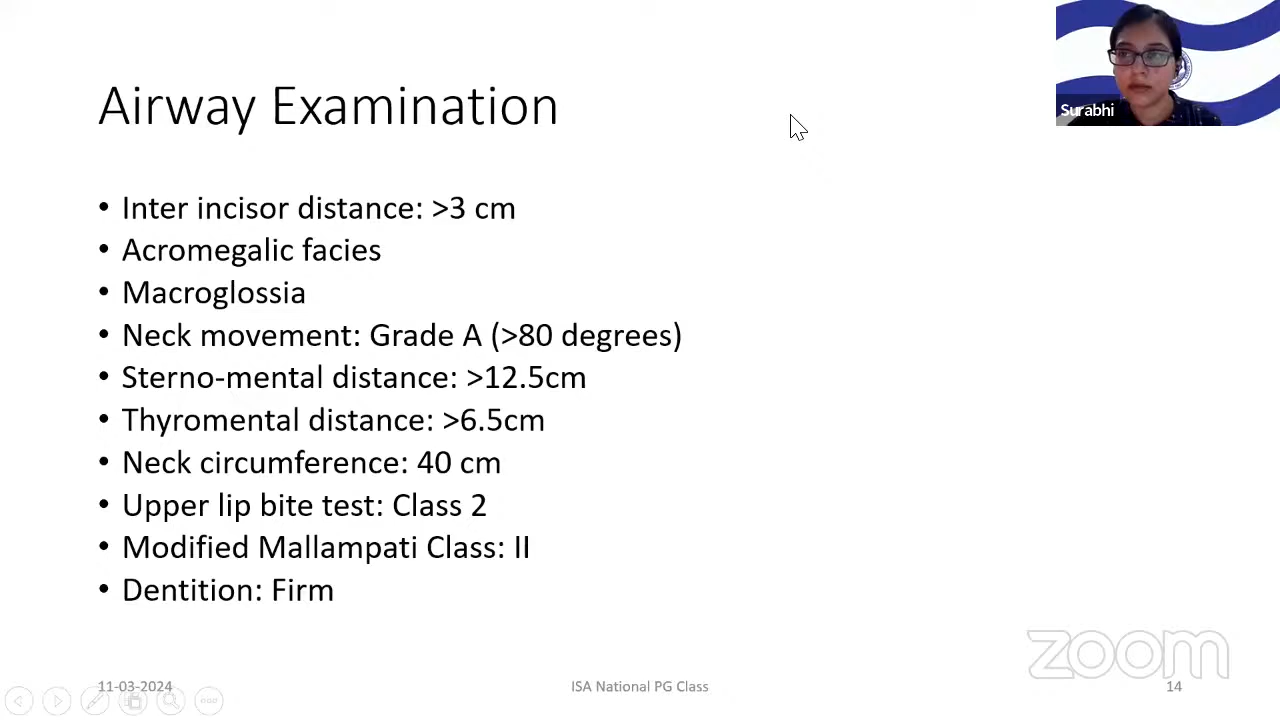 Airway Examination
Surabhi
• Inter incisor distance: >3 cm
• Acromegalic facies
• Macroglossia
• Neck movement: Grade A (>80 degrees)
• Sterno-mental distance: >12.5cm
• Thyromental distance: >6.5cm
• Neck circumference: 40 cm
• Upper lip bite test: Class 2
• Modified Mallampati Class: II
• Dentition: Firm
zoom
11-03-2024
ISA National PG Class
14